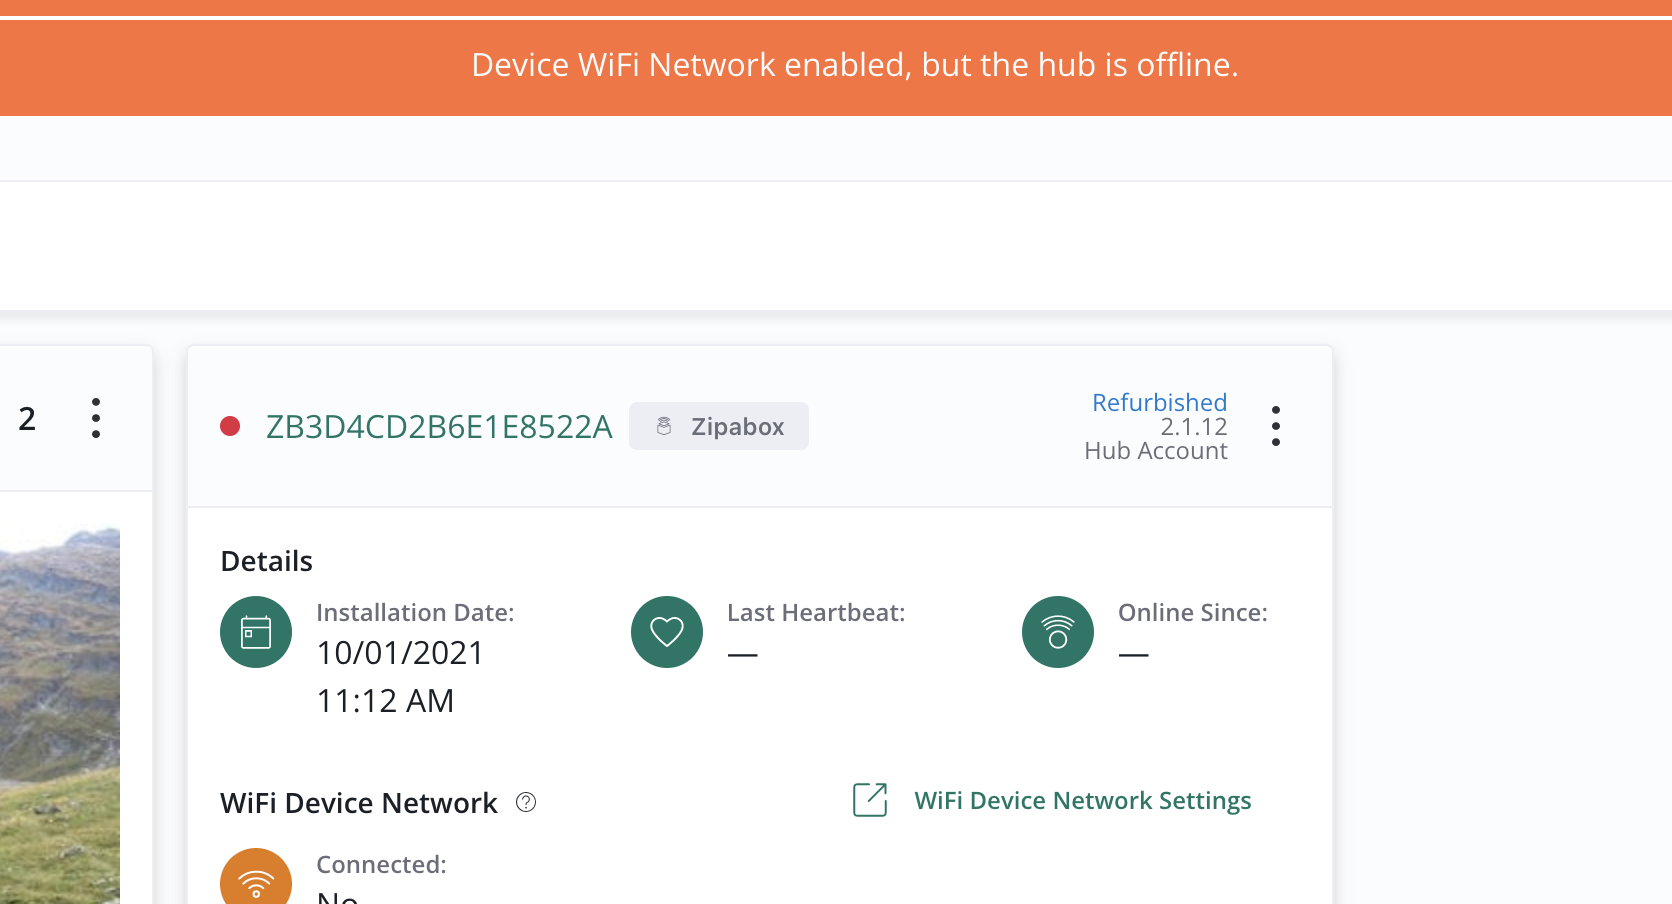 Device WiFi Network enabled, but the hub is offline.
2
ZB3D4CD2B6E1E8522A
Zipabox
Refurbished
2.1.12
Hub Account
Details
Installation Date:
10/01/2021
11:12 AM
Last Heartbeat:
—
Online Since:
—
WiFi Device Network
WiFi Device Network Settings
Connected:
No